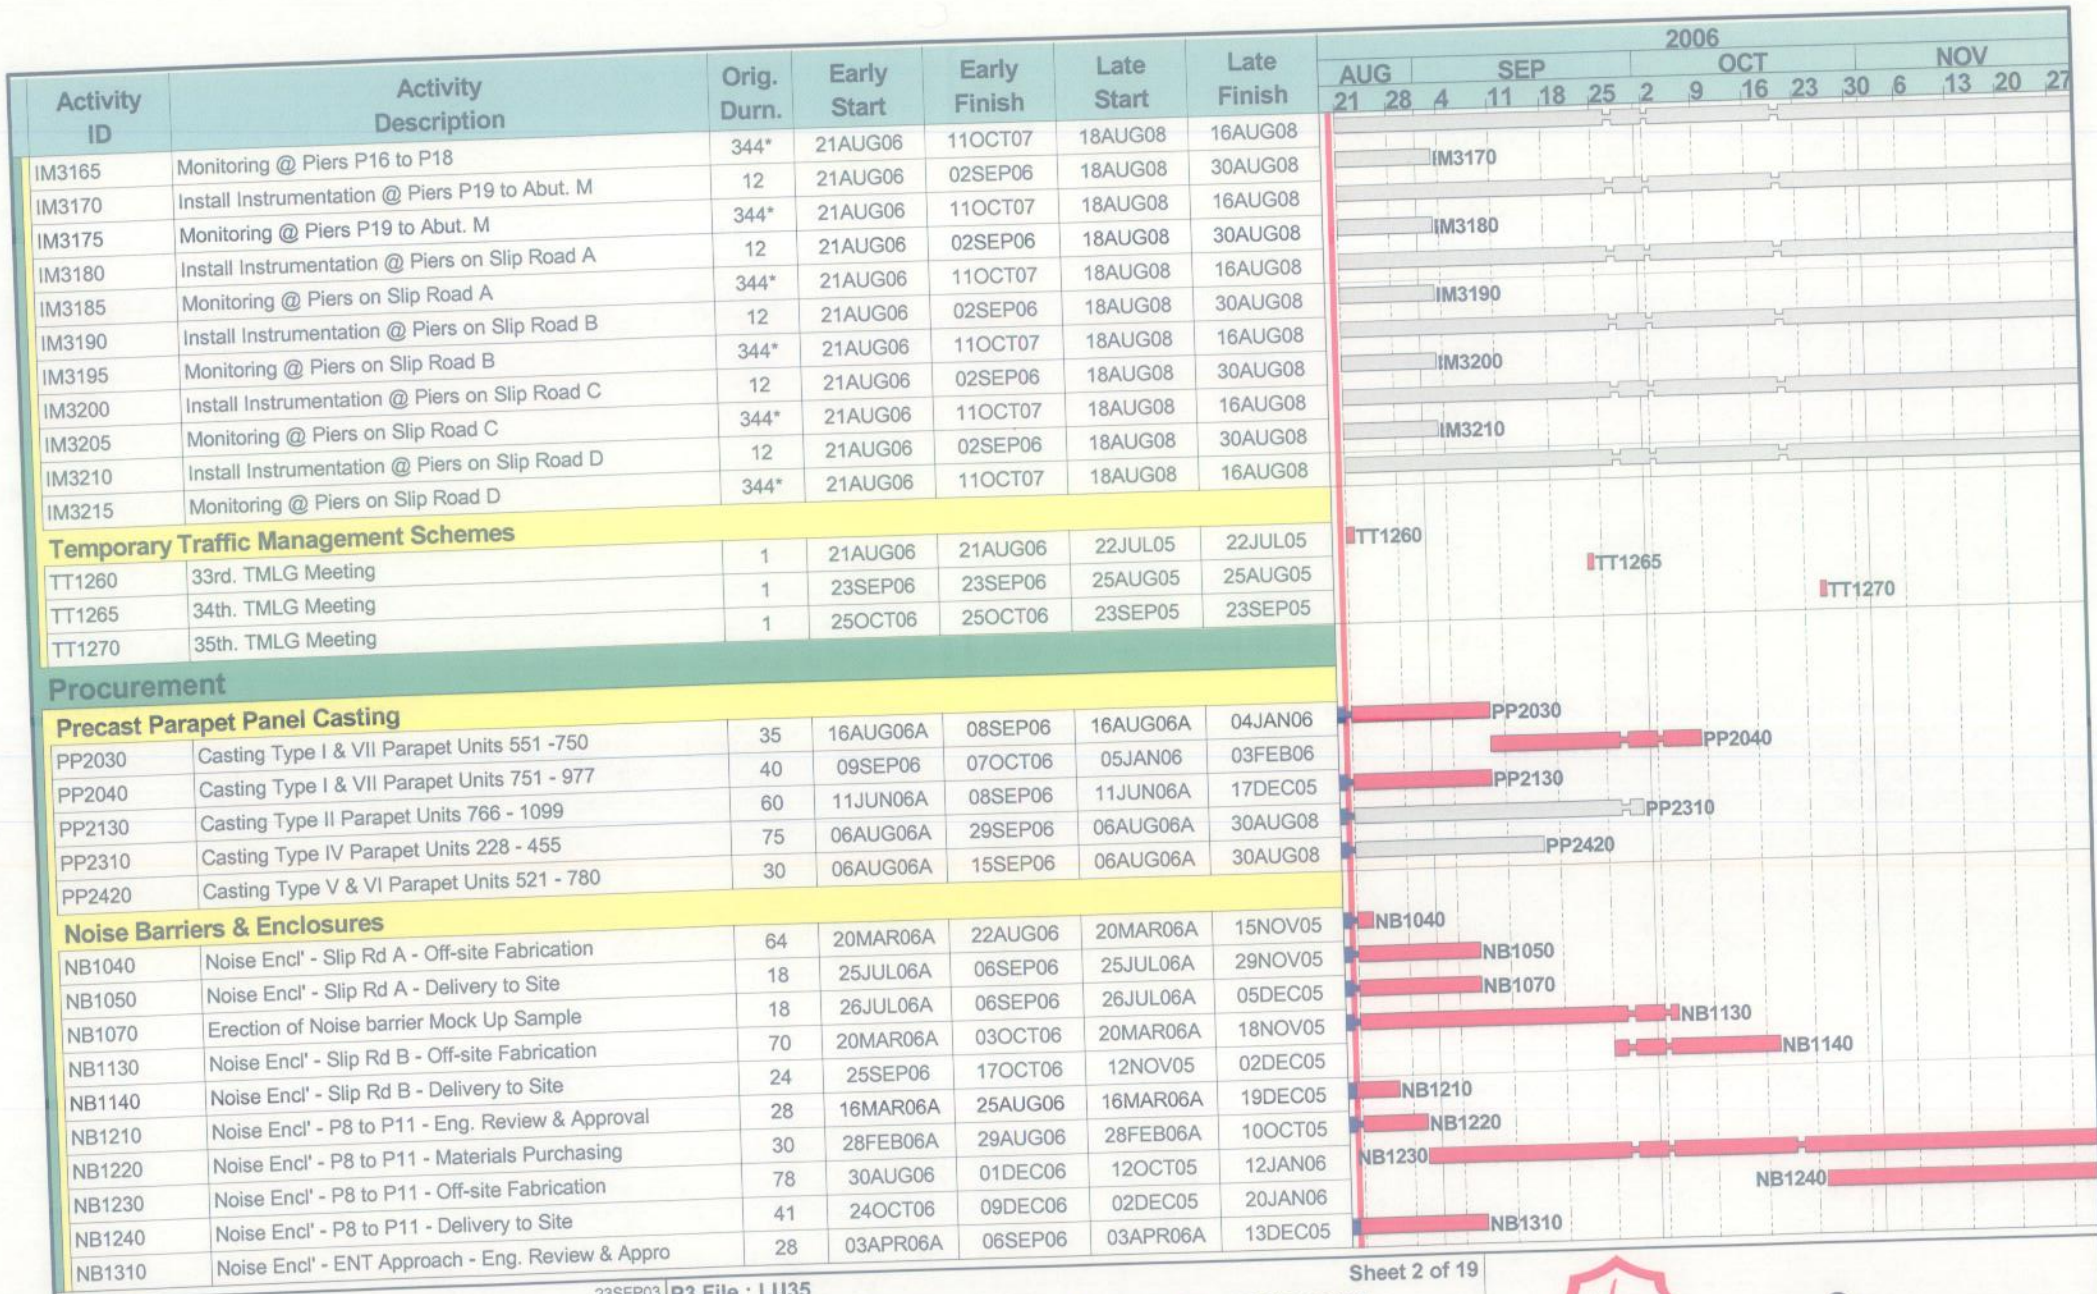 2006
AUG SEP OCT NOV
21 28 4 11 18 25 2 9 16 23 30 6 13 20 27
Activity ID Activity Description Orig. Durn. Early Start Early Finish Late Start Late Finish
IM3165 Monitoring @ Piers P16 to P18 344* 21AUG06 11OCT07 18AUG08 16AUG08
IM3170 Install Instrumentation @ Piers P19 to Abut. M 12 21AUG06 02SEP06 18AUG08 30AUG08 IM3170
IM3175 Monitoring @ Piers P19 to Abut. M 344* 21AUG06 11OCT07 18AUG08 16AUG08
IM3180 Install Instrumentation @ Piers on Slip Road A 12 21AUG06 02SEP06 18AUG08 30AUG08 IM3180
IM3185 Monitoring @ Piers on Slip Road A 344* 21AUG06 11OCT07 18AUG08 16AUG08
IM3190 Install Instrumentation @ Piers on Slip Road B 12 21AUG06 02SEP06 18AUG08 30AUG08 IM3190
IM3195 Monitoring @ Piers on Slip Road B 344* 21AUG06 11OCT07 18AUG08 16AUG08
IM3200 Install Instrumentation @ Piers on Slip Road C 12 21AUG06 02SEP06 18AUG08 30AUG08 IM3200
IM3205 Monitoring @ Piers on Slip Road C 344* 21AUG06 11OCT07 18AUG08 16AUG08
IM3210 Install Instrumentation @ Piers on Slip Road D 12 21AUG06 02SEP06 18AUG08 30AUG08 IM3210
IM3215 Monitoring @ Piers on Slip Road D 344* 21AUG06 11OCT07 18AUG08 16AUG08
Temporary Traffic Management Schemes
TT1260 33rd. TMLG Meeting 1 21AUG06 21AUG06 22JUL05 22JUL05 TT1260
TT1265 34th. TMLG Meeting 1 23SEP06 23SEP06 25AUG05 25AUG05 TT1265
TT1270 35th. TMLG Meeting 1 25OCT06 25OCT06 23SEP05 23SEP05 TT1270
Procurement
Precast Parapet Panel Casting
PP2030 Casting Type I & VII Parapet Units 551 -750 35 16AUG06A 08SEP06 16AUG06A 04JAN06 PP2030
PP2040 Casting Type I & VII Parapet Units 751 - 977 40 09SEP06 07OCT06 05JAN06 03FEB06 PP2040
PP2130 Casting Type II Parapet Units 766 - 1099 60 11JUN06A 08SEP06 11JUN06A 17DEC05 PP2130
PP2310 Casting Type IV Parapet Units 228 - 455 75 06AUG06A 29SEP06 06AUG06A 30AUG08 PP2310
PP2420 Casting Type V & VI Parapet Units 521 - 780 30 06AUG06A 15SEP06 06AUG06A 30AUG08 PP2420
Noise Barriers & Enclosures
NB1040 Noise Encl' - Slip Rd A - Off-site Fabrication 64 20MAR06A 22AUG06 20MAR06A 15NOV05 NB1040
NB1050 Noise Encl' - Slip Rd A - Delivery to Site 18 25JUL06A 06SEP06 25JUL06A 29NOV05 NB1050
NB1070 Erection of Noise barrier Mock Up Sample 18 26JUL06A 06SEP06 26JUL06A 05DEC05 NB1070
NB1130 Noise Encl' - Slip Rd B - Off-site Fabrication 70 20MAR06A 03OCT06 20MAR06A 18NOV05 NB1130
NB1140 Noise Encl' - Slip Rd B - Delivery to Site 24 25SEP06 17OCT06 12NOV05 02DEC05 NB1140
NB1210 Noise Encl' - P8 to P11 - Eng. Review & Approval 28 16MAR06A 25AUG06 16MAR06A 19DEC05 NB1210
NB1220 Noise Encl' - P8 to P11 - Materials Purchasing 30 28FEB06A 29AUG06 28FEB06A 10OCT05 NB1220
NB1230 Noise Encl' - P8 to P11 - Off-site Fabrication 78 30AUG06 01DEC06 12OCT05 12JAN06 NB1230
NB1240 Noise Encl' - P8 to P11 - Delivery to Site 41 24OCT06 09DEC06 02DEC05 20JAN06 NB1240
NB1310 Noise Encl' - ENT Approach - Eng. Review & Appro 28 03APR06A 06SEP06 03APR06A 13DEC05 NB1310
23SEP03 P3 File : LU35 Sheet 2 of 19